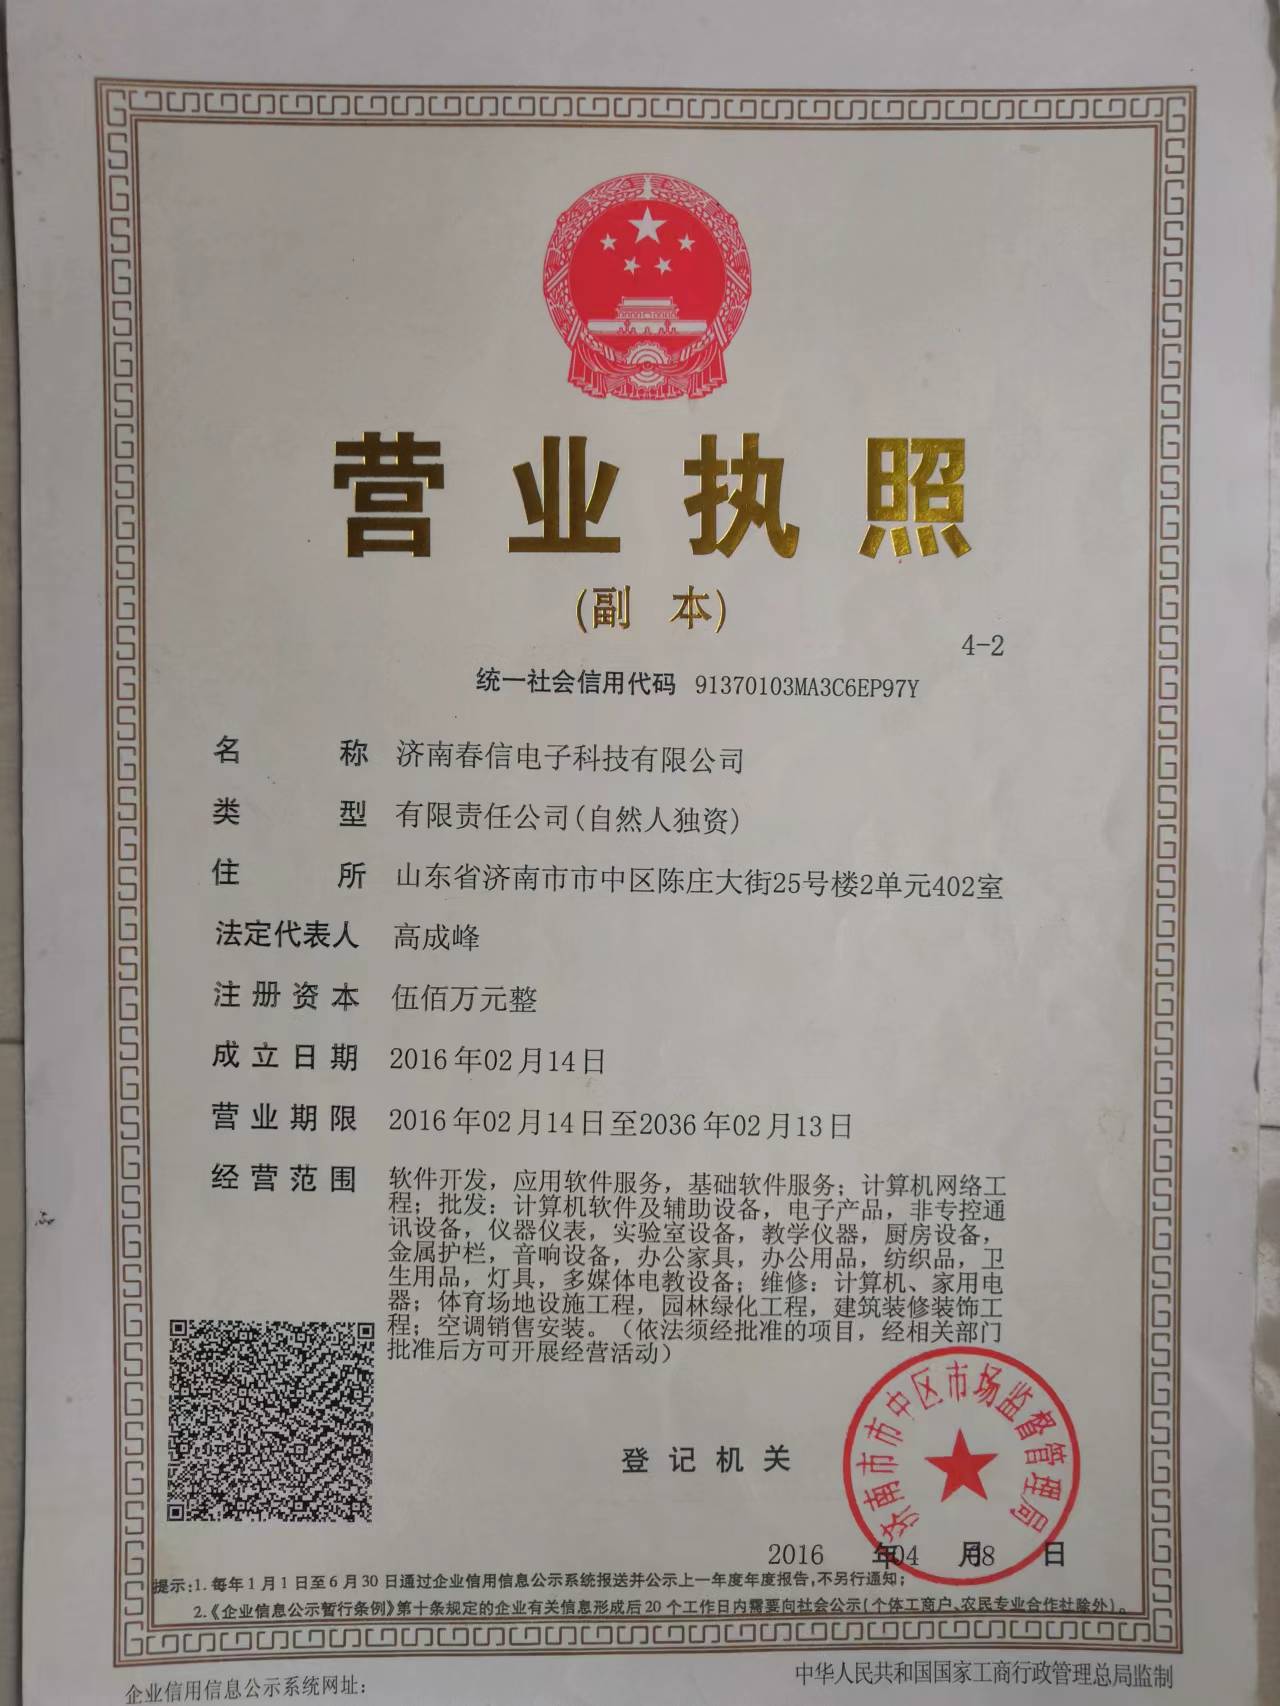 营业执照
(副 本)
4-2
统一社会信用代码 91370103MA3C6EP97Y
名 称 济南春信电子科技有限公司
类 型 有限责任公司(自然人独资)
住 所 山东省济南市市中区陈庄大街25号楼2单元402室
法定代表人 高成峰
注册资本 伍佰万元整
成立日期 2016年02月14日
营业期限 2016年02月14日至2036年02月13日
经营范围 软件开发，应用软件服务，基础软件服务；计算机网络工
程；批发：计算机软件及辅助设备，电子产品，非专控通
讯设备，仪器仪表，实验室设备，教学仪器，厨房设备，
金属护栏，音响设备，办公家具，办公用品，纺织品，卫
生用品，灯具，多媒体电教设备；维修：计算机、家用电
器；体育场地设施工程，园林绿化工程，建筑装修装饰工
程；空调销售安装。（依法须经批准的项目，经相关部门
批准后方可开展经营活动）
登记机关
济南市市中区市场监督管理局
2016 年04 月08 日
提示:1.每年1月1日至6月30日通过企业信用信息公示系统报送并公示上一年度年度报告,不另行通知;
2.《企业信息公示暂行条例》第十条规定的企业有关信息形成后20个工作日内需要向社会公示(个体工商户、农民专业合作社除外)。
企业信用信息公示系统网址：
中华人民共和国国家工商行政管理总局监制